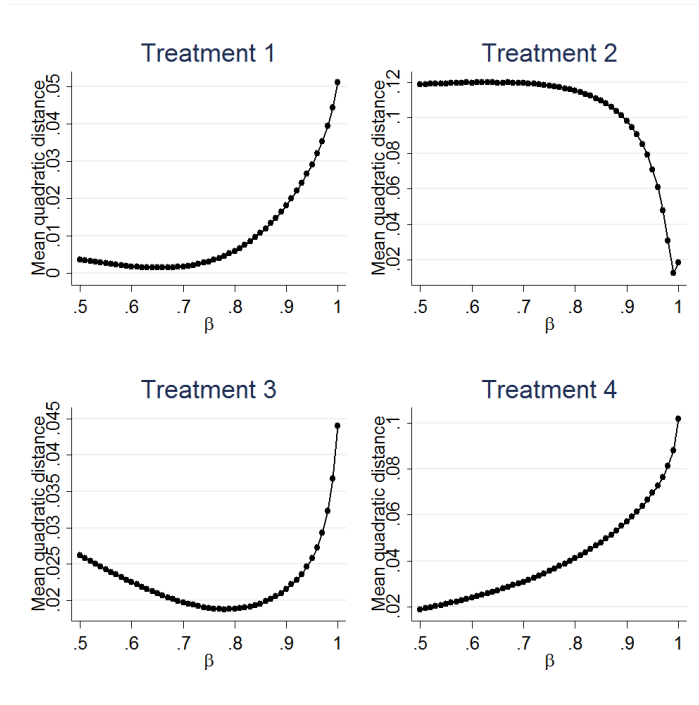 Treatment 1
Mean quadratic distance
0 .01 .02 .03 .04 .05
.5 .6 .7 .8 .9 1
β
Treatment 2
Mean quadratic distance
.02 .04 .06 .08 .1 .12
.5 .6 .7 .8 .9 1
β
Treatment 3
Mean quadratic distance
.02 .025 .03 .035 .04 .045
.5 .6 .7 .8 .9 1
β
Treatment 4
Mean quadratic distance
.02 .04 .06 .08 .1
.5 .6 .7 .8 .9 1
β